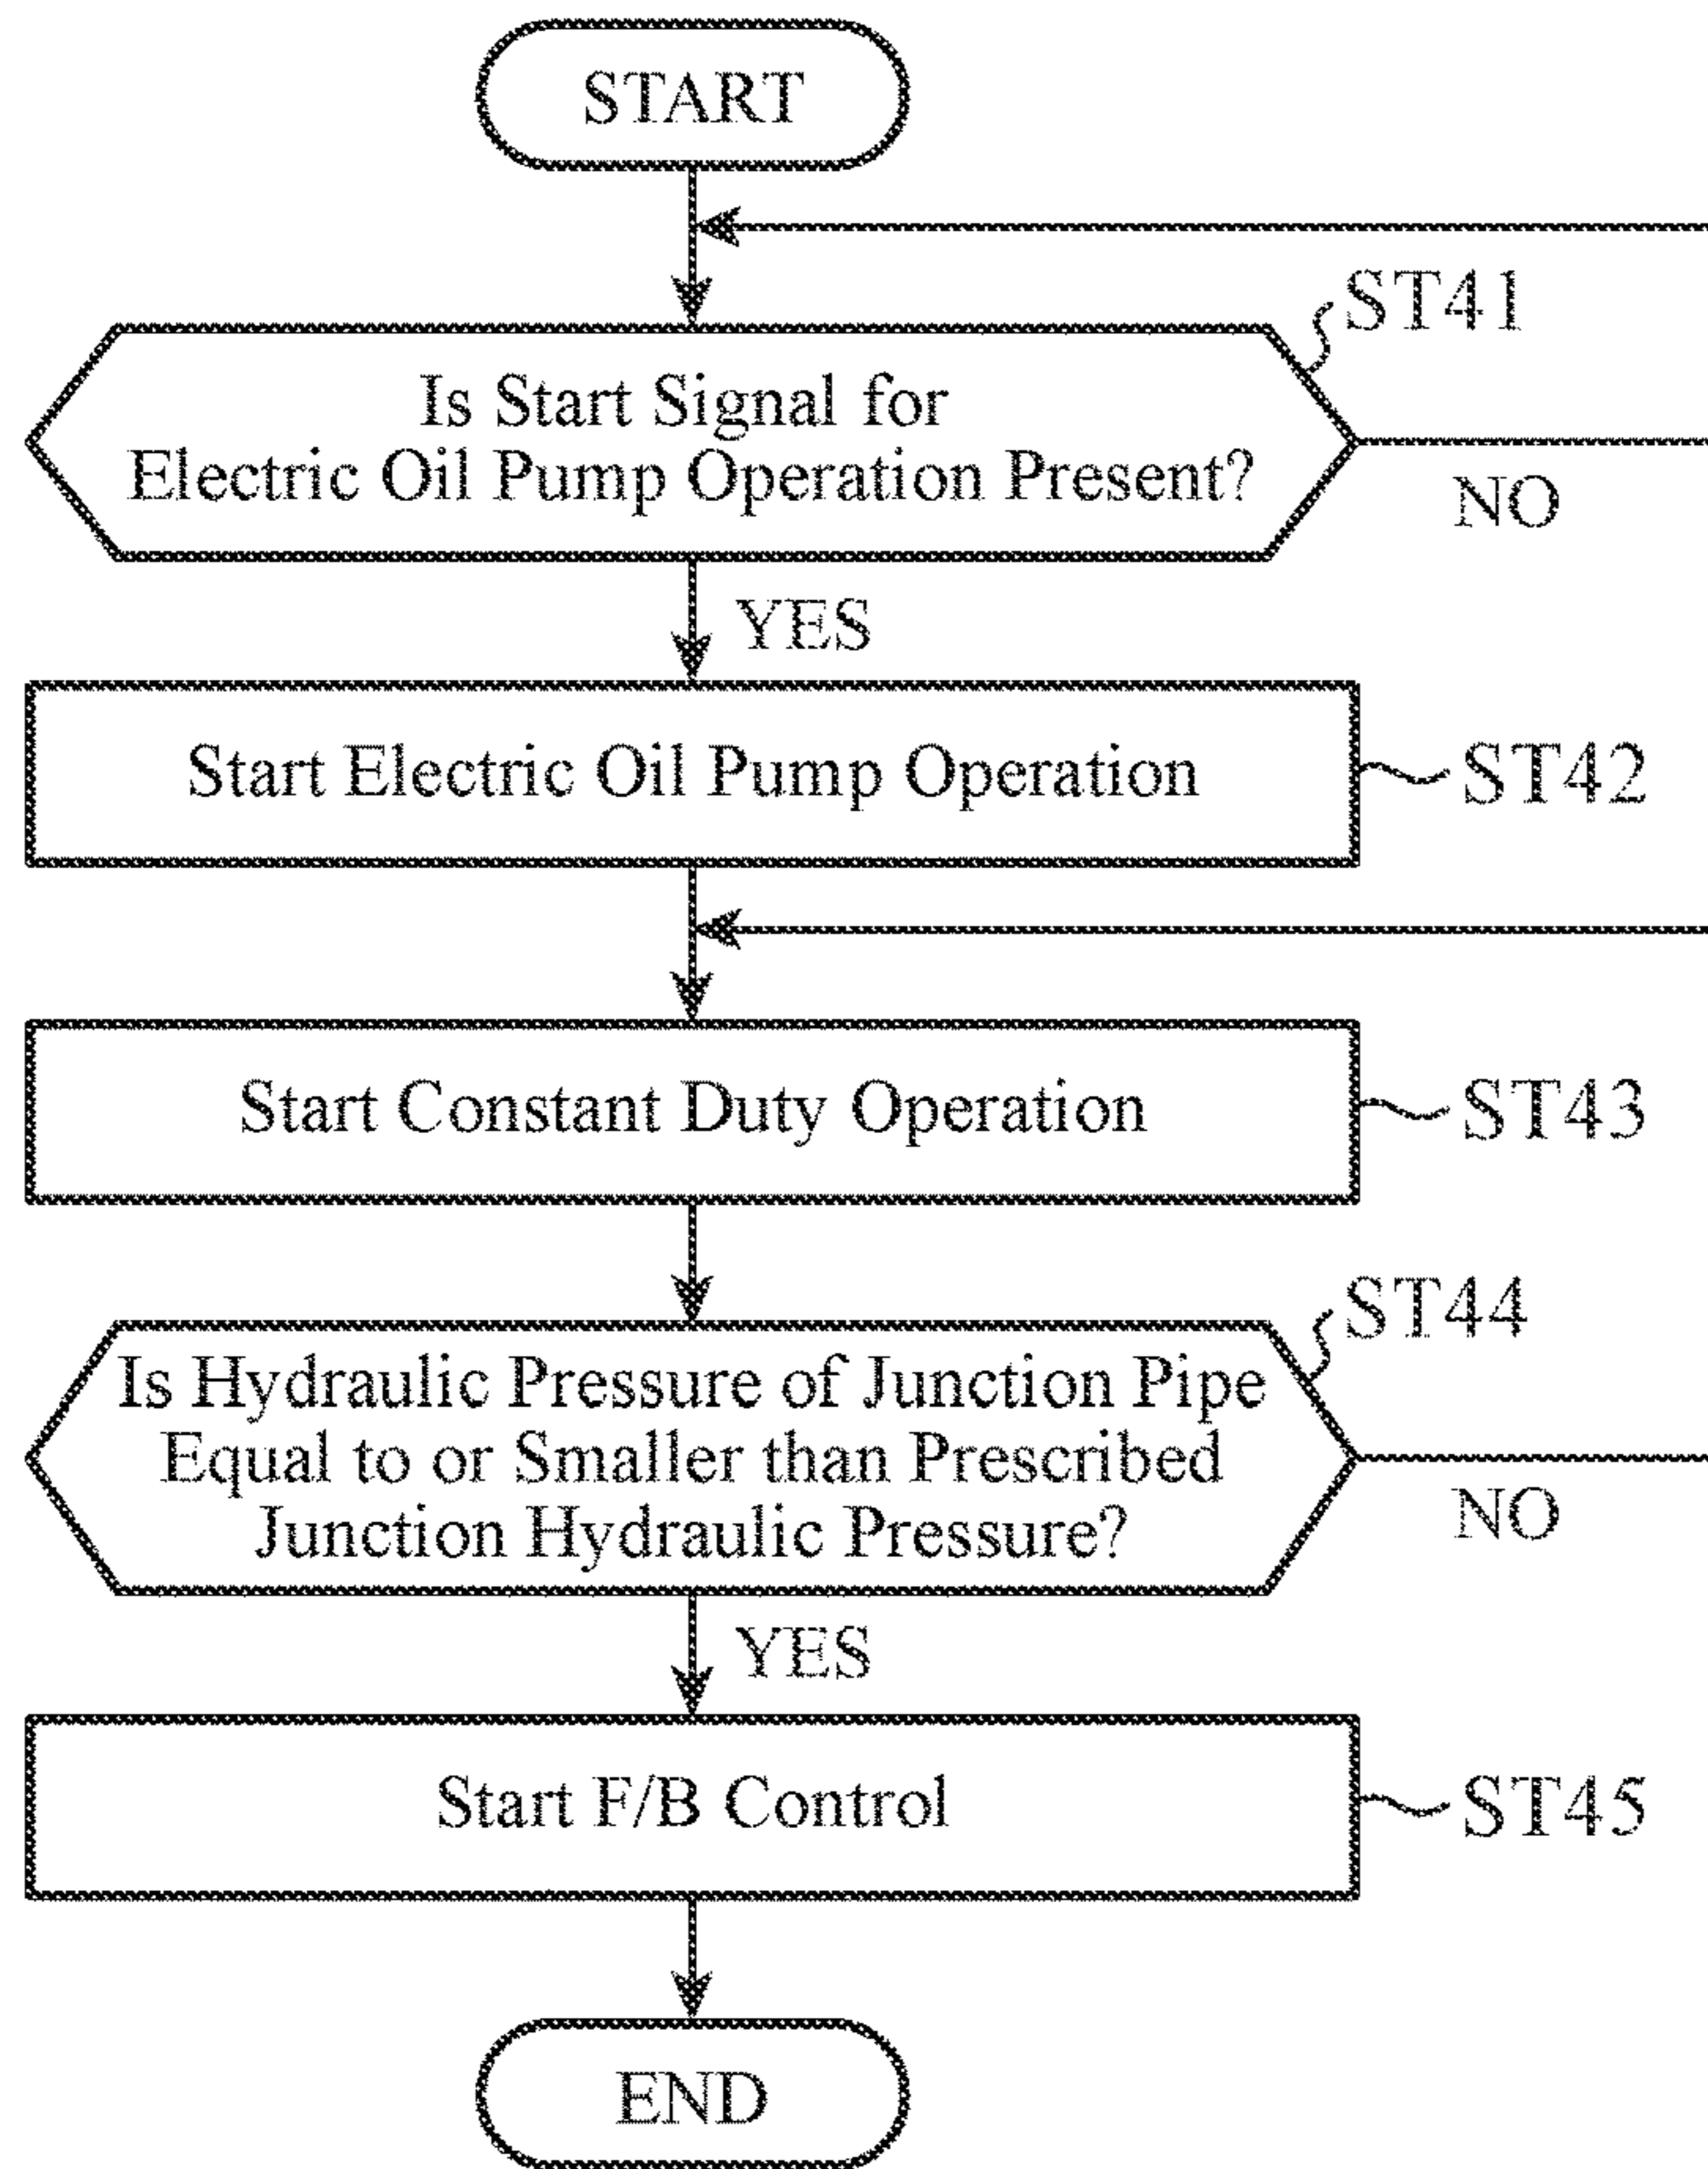 START
ST41
Is Start Signal for
Electric Oil Pump Operation Present?
NO
YES
Start Electric Oil Pump Operation
ST42
Start Constant Duty Operation
ST43
ST44
Is Hydraulic Pressure of Junction Pipe
Equal to or Smaller than Prescribed
Junction Hydraulic Pressure?
NO
YES
Start F/B Control
ST45
END